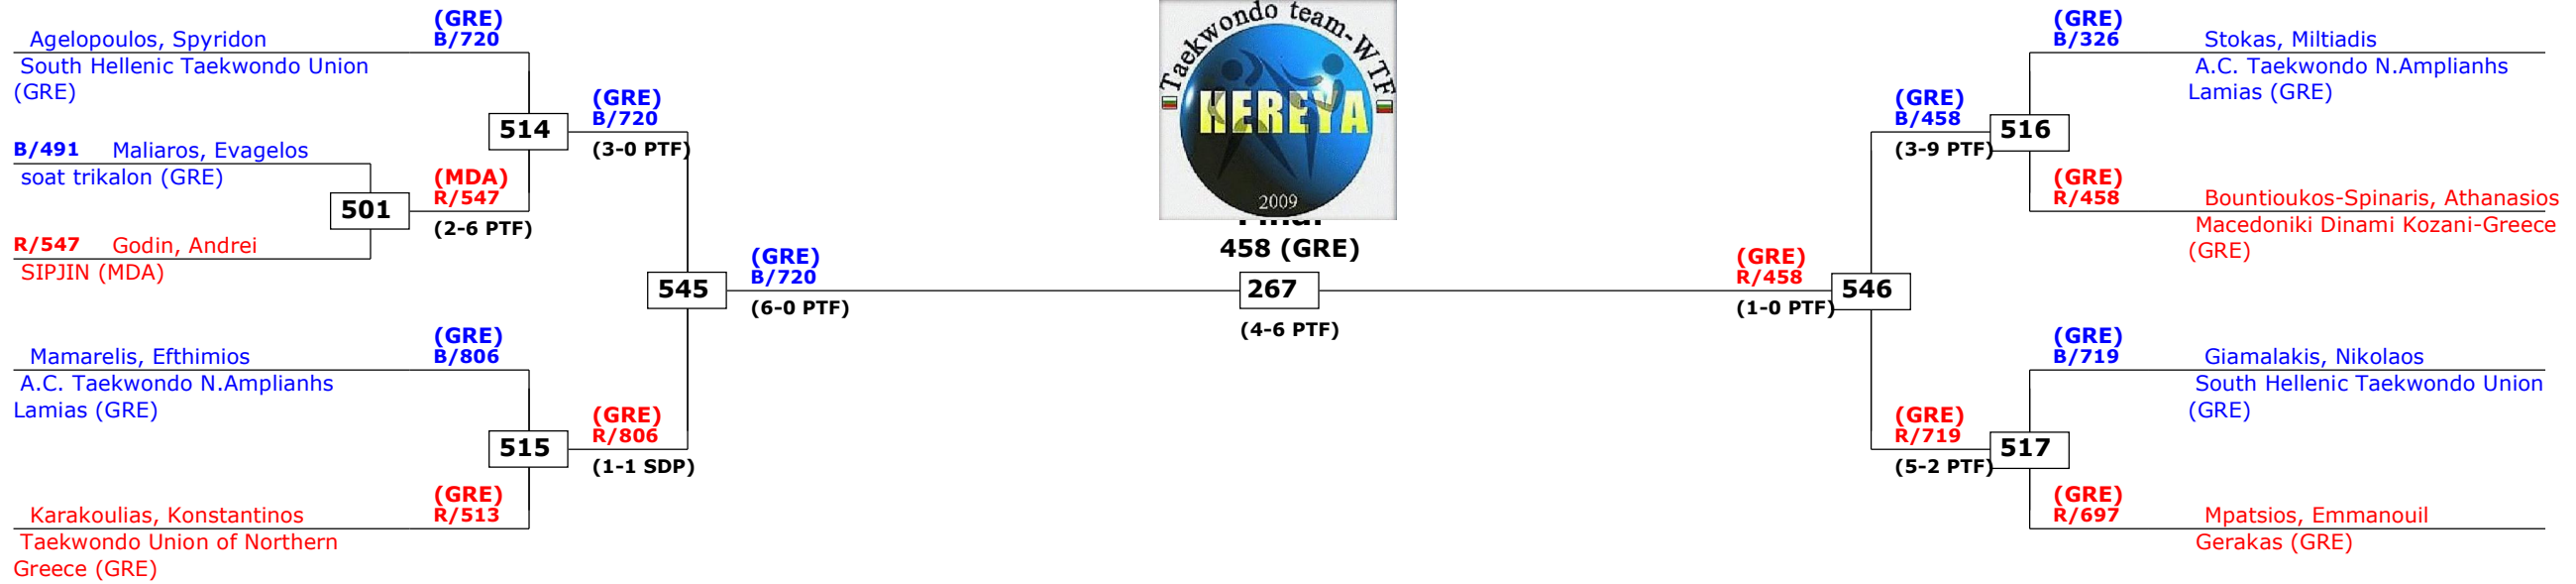 (GRE)
Agelopoulos, Spyridon B/720
South Hellenic Taekwondo Union
(GRE)
B/491 Maliaros, Evagelos
soat trikalon (GRE)
501
(MDA)
R/547
(2-6 PTF)
R/547 Godin, Andrei
SIPJIN (MDA)
514
(GRE)
B/720
(3-0 PTF)
(GRE)
Mamarelis, Efthimios B/806
A.C. Taekwondo N.Amplianhs
Lamias (GRE)
515
(GRE)
R/806
(1-1 SDP)
(GRE)
Karakoulias, Konstantinos R/513
Taekwondo Union of Northern
Greece (GRE)
545
(GRE)
B/720
(6-0 PTF)
Taekwondo team-WTF
HEREYA
2009
Final
458 (GRE)
267
(4-6 PTF)
(GRE)
R/458
(1-0 PTF)
546
(GRE)
B/458
(3-9 PTF)
516
(GRE)
B/326 Stokas, Miltiadis
A.C. Taekwondo N.Amplianhs
Lamias (GRE)
(GRE)
R/458 Bountioukos-Spinaris, Athanasios
Macedoniki Dinami Kozani-Greece
(GRE)
(GRE)
B/719 Giamalakis, Nikolaos
South Hellenic Taekwondo Union
(GRE)
(GRE)
R/719
(5-2 PTF)
517
(GRE)
R/697 Mpatsios, Emmanouil
Gerakas (GRE)